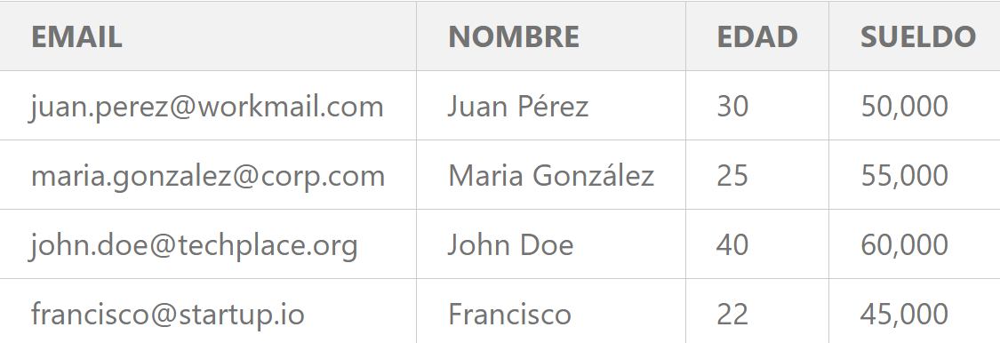 EMAIL NOMBRE EDAD SUELDO
juan.perez@workmail.com Juan Pérez 30 50,000
maria.gonzalez@corp.com Maria González 25 55,000
john.doe@techplace.org John Doe 40 60,000
francisco@startup.io Francisco 22 45,000